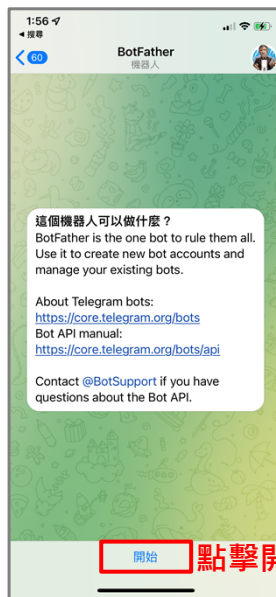 1:56
◀ 搜尋
60
BotFather
機器人
這個機器人可以做什麼？
BotFather is the one bot to rule them all.
Use it to create new bot accounts and
manage your existing bots.
About Telegram bots:
https://core.telegram.org/bots
Bot API manual:
https://core.telegram.org/bots/api
Contact @BotSupport if you have
questions about the Bot API.
開始
點擊開